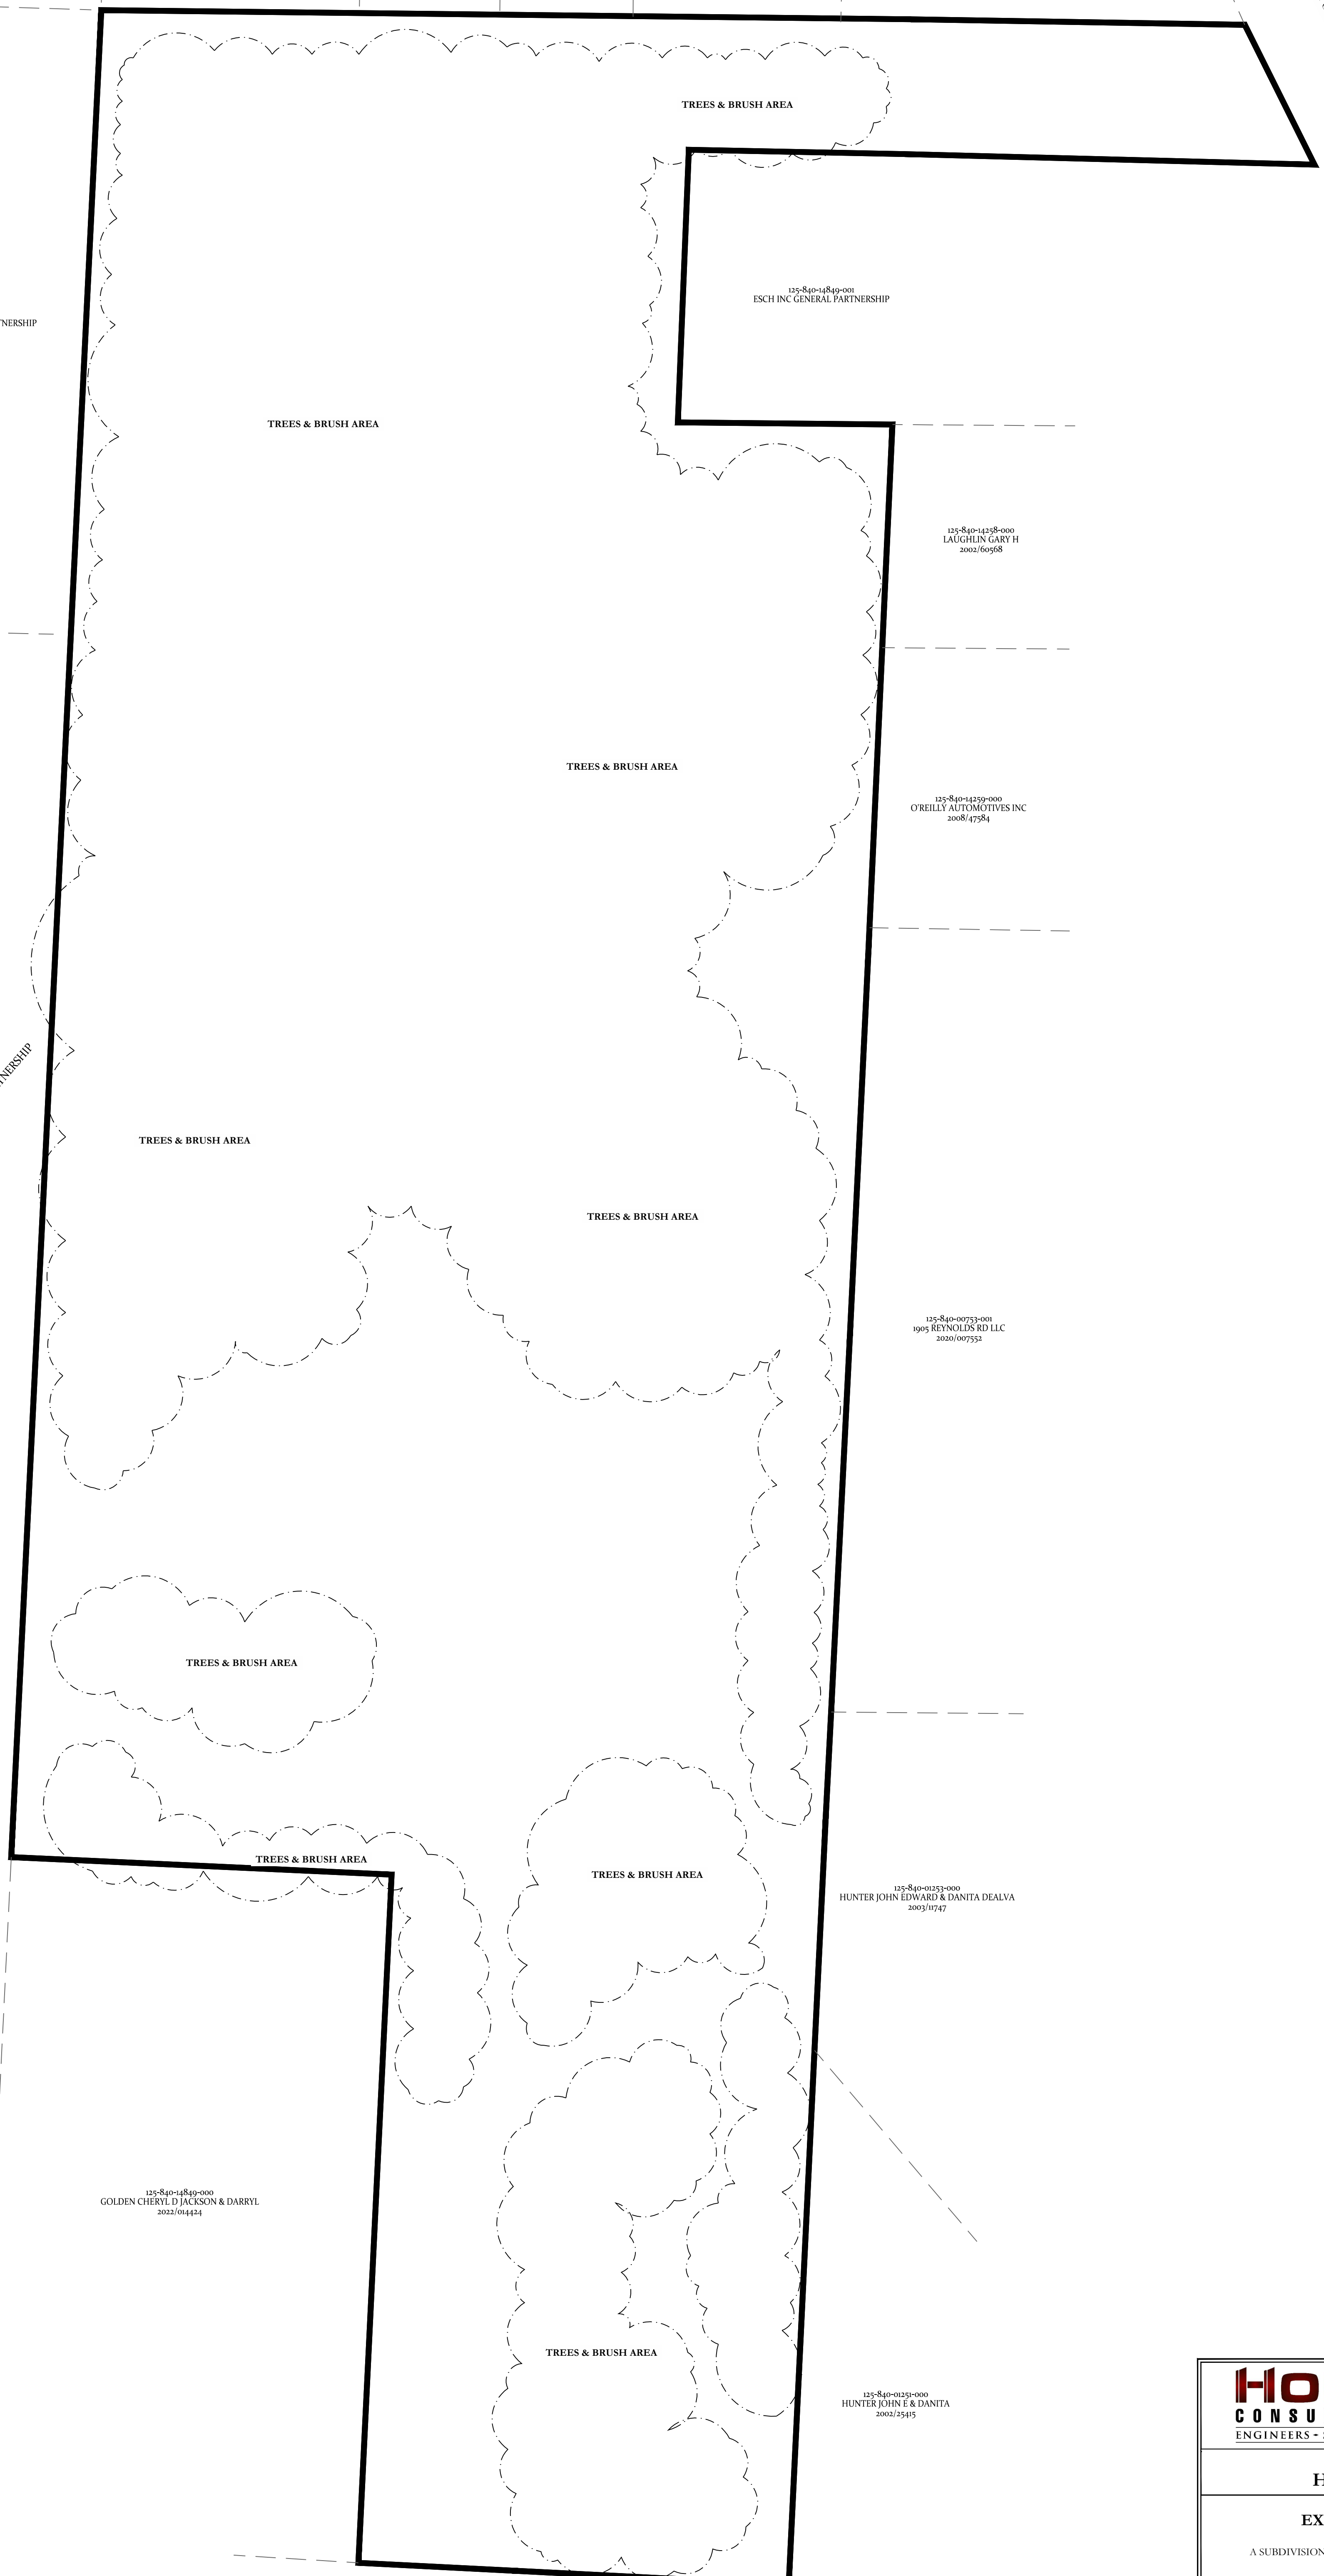 TREES & BRUSH AREA
125-840-14849-001
ESCH INC GENERAL PARTNERSHIP
TREES & BRUSH AREA
125-840-14258-000
LAUGHLIN GARY H
2002/60568
TREES & BRUSH AREA
125-840-14259-000
O'REILLY AUTOMOTIVES INC
2008/47584
TREES & BRUSH AREA
TREES & BRUSH AREA
125-840-00753-001
1905 REYNOLDS RD LLC
2020/007552
TREES & BRUSH AREA
TREES & BRUSH AREA
TREES & BRUSH AREA
125-840-01253-000
HUNTER JOHN EDWARD & DANITA DEALVA
2003/11747
125-840-14849-000
GOLDEN CHERYL D JACKSON & DARRYL
2022/014424
TREES & BRUSH AREA
125-840-01251-000
HUNTER JOHN E & DANITA
2002/25415
HO
CONSU
ENGINEERS -
H
EX
A SUBDIVISION